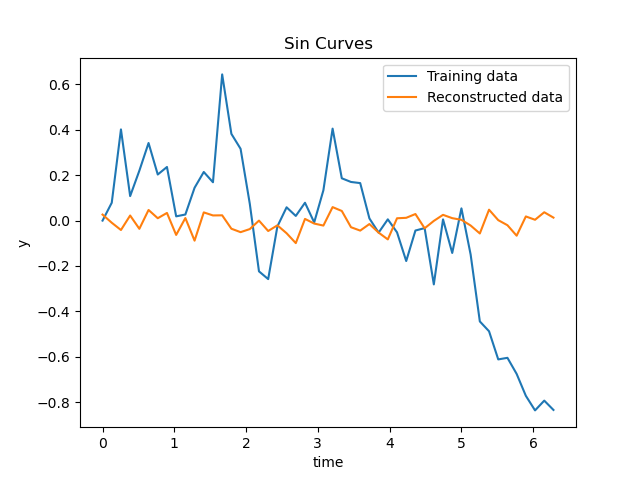 Sin Curves
Training data
Reconstructed data
0.6
0.4
0.2
0.0
−0.2
−0.4
−0.6
−0.8
y
0 1 2 3 4 5 6
time